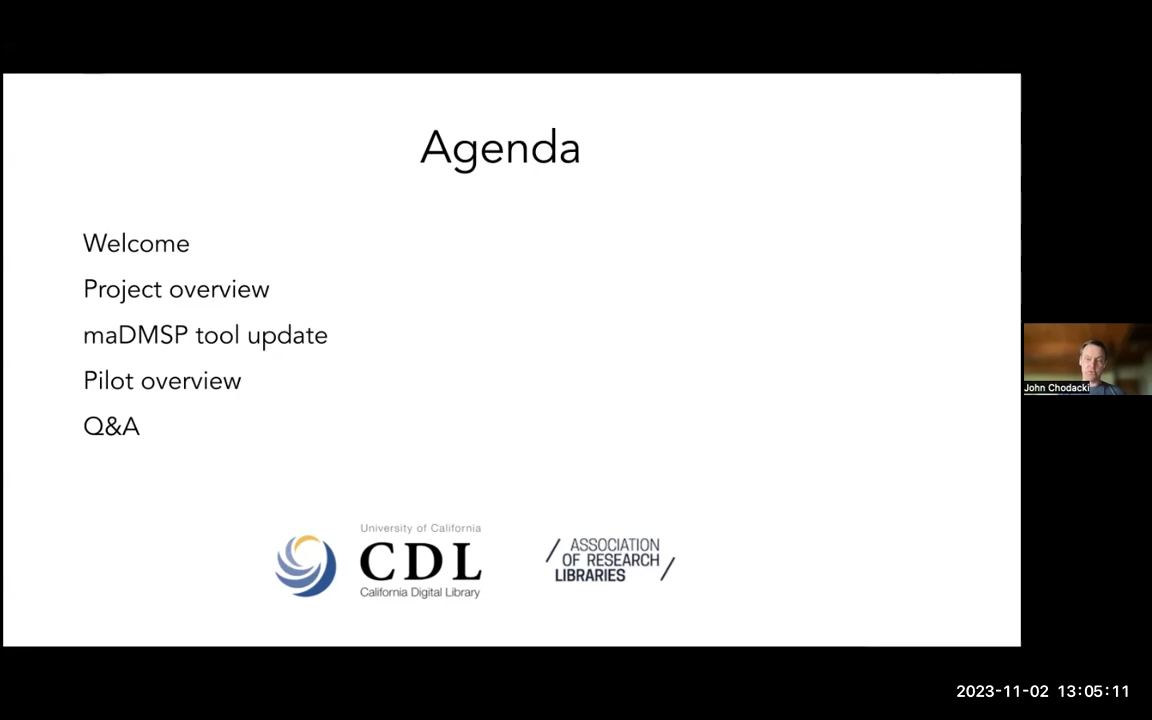 Agenda
Welcome
Project overview
maDMSP tool update
Pilot overview
Q&A
University of California
CDL
California Digital Library
/ ASSOCIATION
OF RESEARCH
LIBRARIES /
John Chodacki
2023-11-02 13:05:11